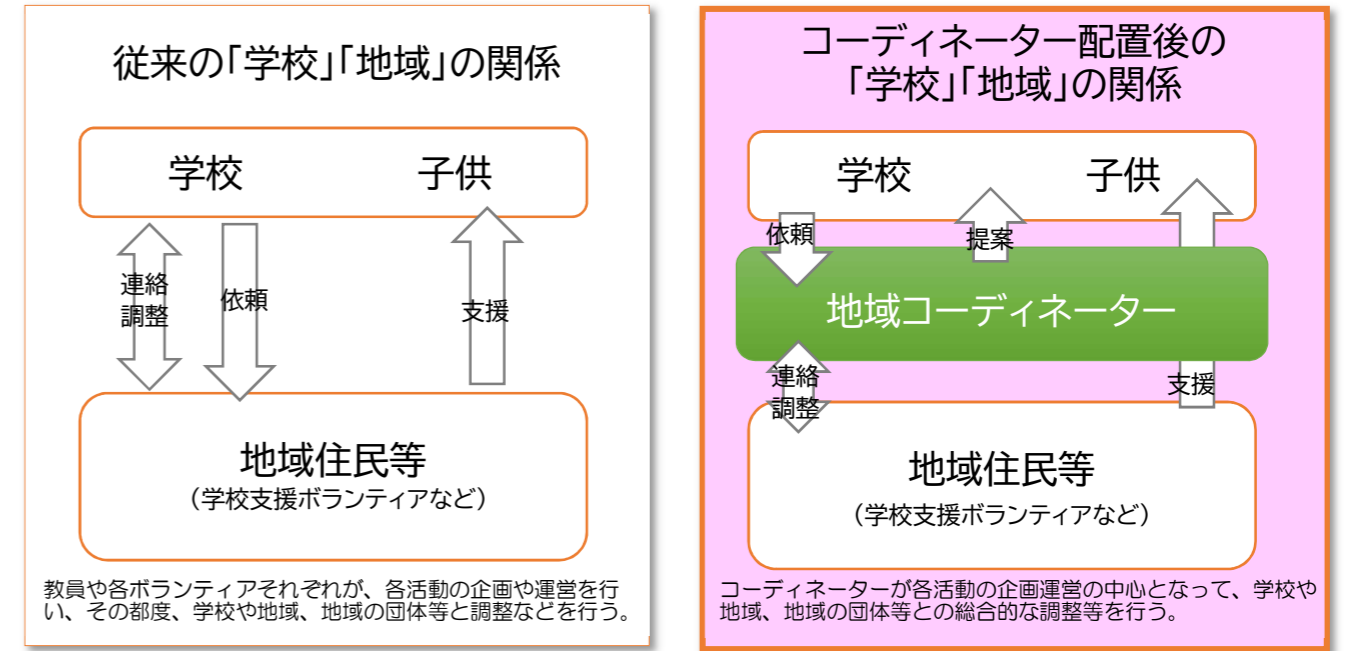 従来の「学校」「地域」の関係
学校
子供
連絡
調整
依頼
支援
地域住民等
（学校支援ボランティアなど）
教員や各ボランティアそれぞれが、各活動の企画や運営を行
い、その都度、学校や地域、地域の団体等と調整などを行う。
コーディネーター配置後の
「学校」「地域」の関係
学校
子供
依頼
提案
地域コーディネーター
連絡
調整
支援
地域住民等
（学校支援ボランティアなど）
コーディネーターが各活動の企画運営の中心となって、学校や
地域、地域の団体等との総合的な調整等を行う。